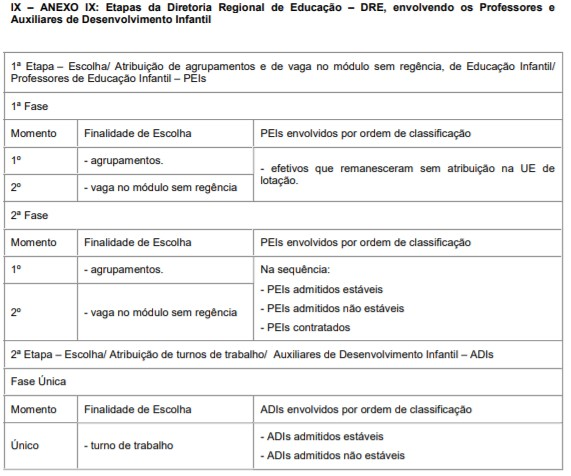 IX – ANEXO IX: Etapas da Diretoria Regional de Educação – DRE, envolvendo os Professores e
Auxiliares de Desenvolvimento Infantil
1ª Etapa – Escolha/ Atribuição de agrupamentos e de vaga no módulo sem regência, de Educação Infantil/
Professores de Educação Infantil – PEIs
1ª Fase
Momento Finalidade de Escolha PEIs envolvidos por ordem de classificação
1º - agrupamentos.
- efetivos que remanesceram sem atribuição na UE de
lotação.
2º - vaga no módulo sem regência
2ª Fase
Momento Finalidade de Escolha PEIs envolvidos por ordem de classificação
1º - agrupamentos. Na sequência:
- PEIs admitidos estáveis
2º - vaga no módulo sem regência - PEIs admitidos não estáveis
- PEIs contratados
2ª Etapa – Escolha/ Atribuição de turnos de trabalho/ Auxiliares de Desenvolvimento Infantil – ADIs
Fase Única
Momento Finalidade de Escolha ADIs envolvidos por ordem de classificação
Único - turno de trabalho - ADIs admitidos estáveis
- ADIs admitidos não estáveis